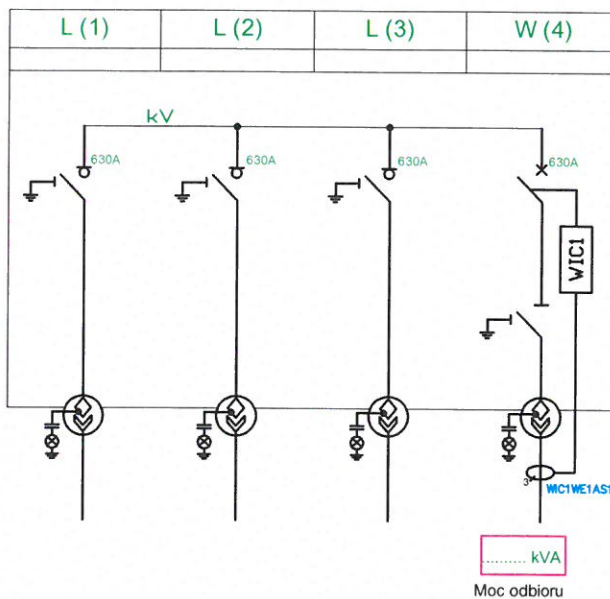 L (1) L (2) L (3) W (4)
kV
630A 630A 630A 630A
WIC1
3
WIC1WE1AS1
......... kVA
Moc odbioru